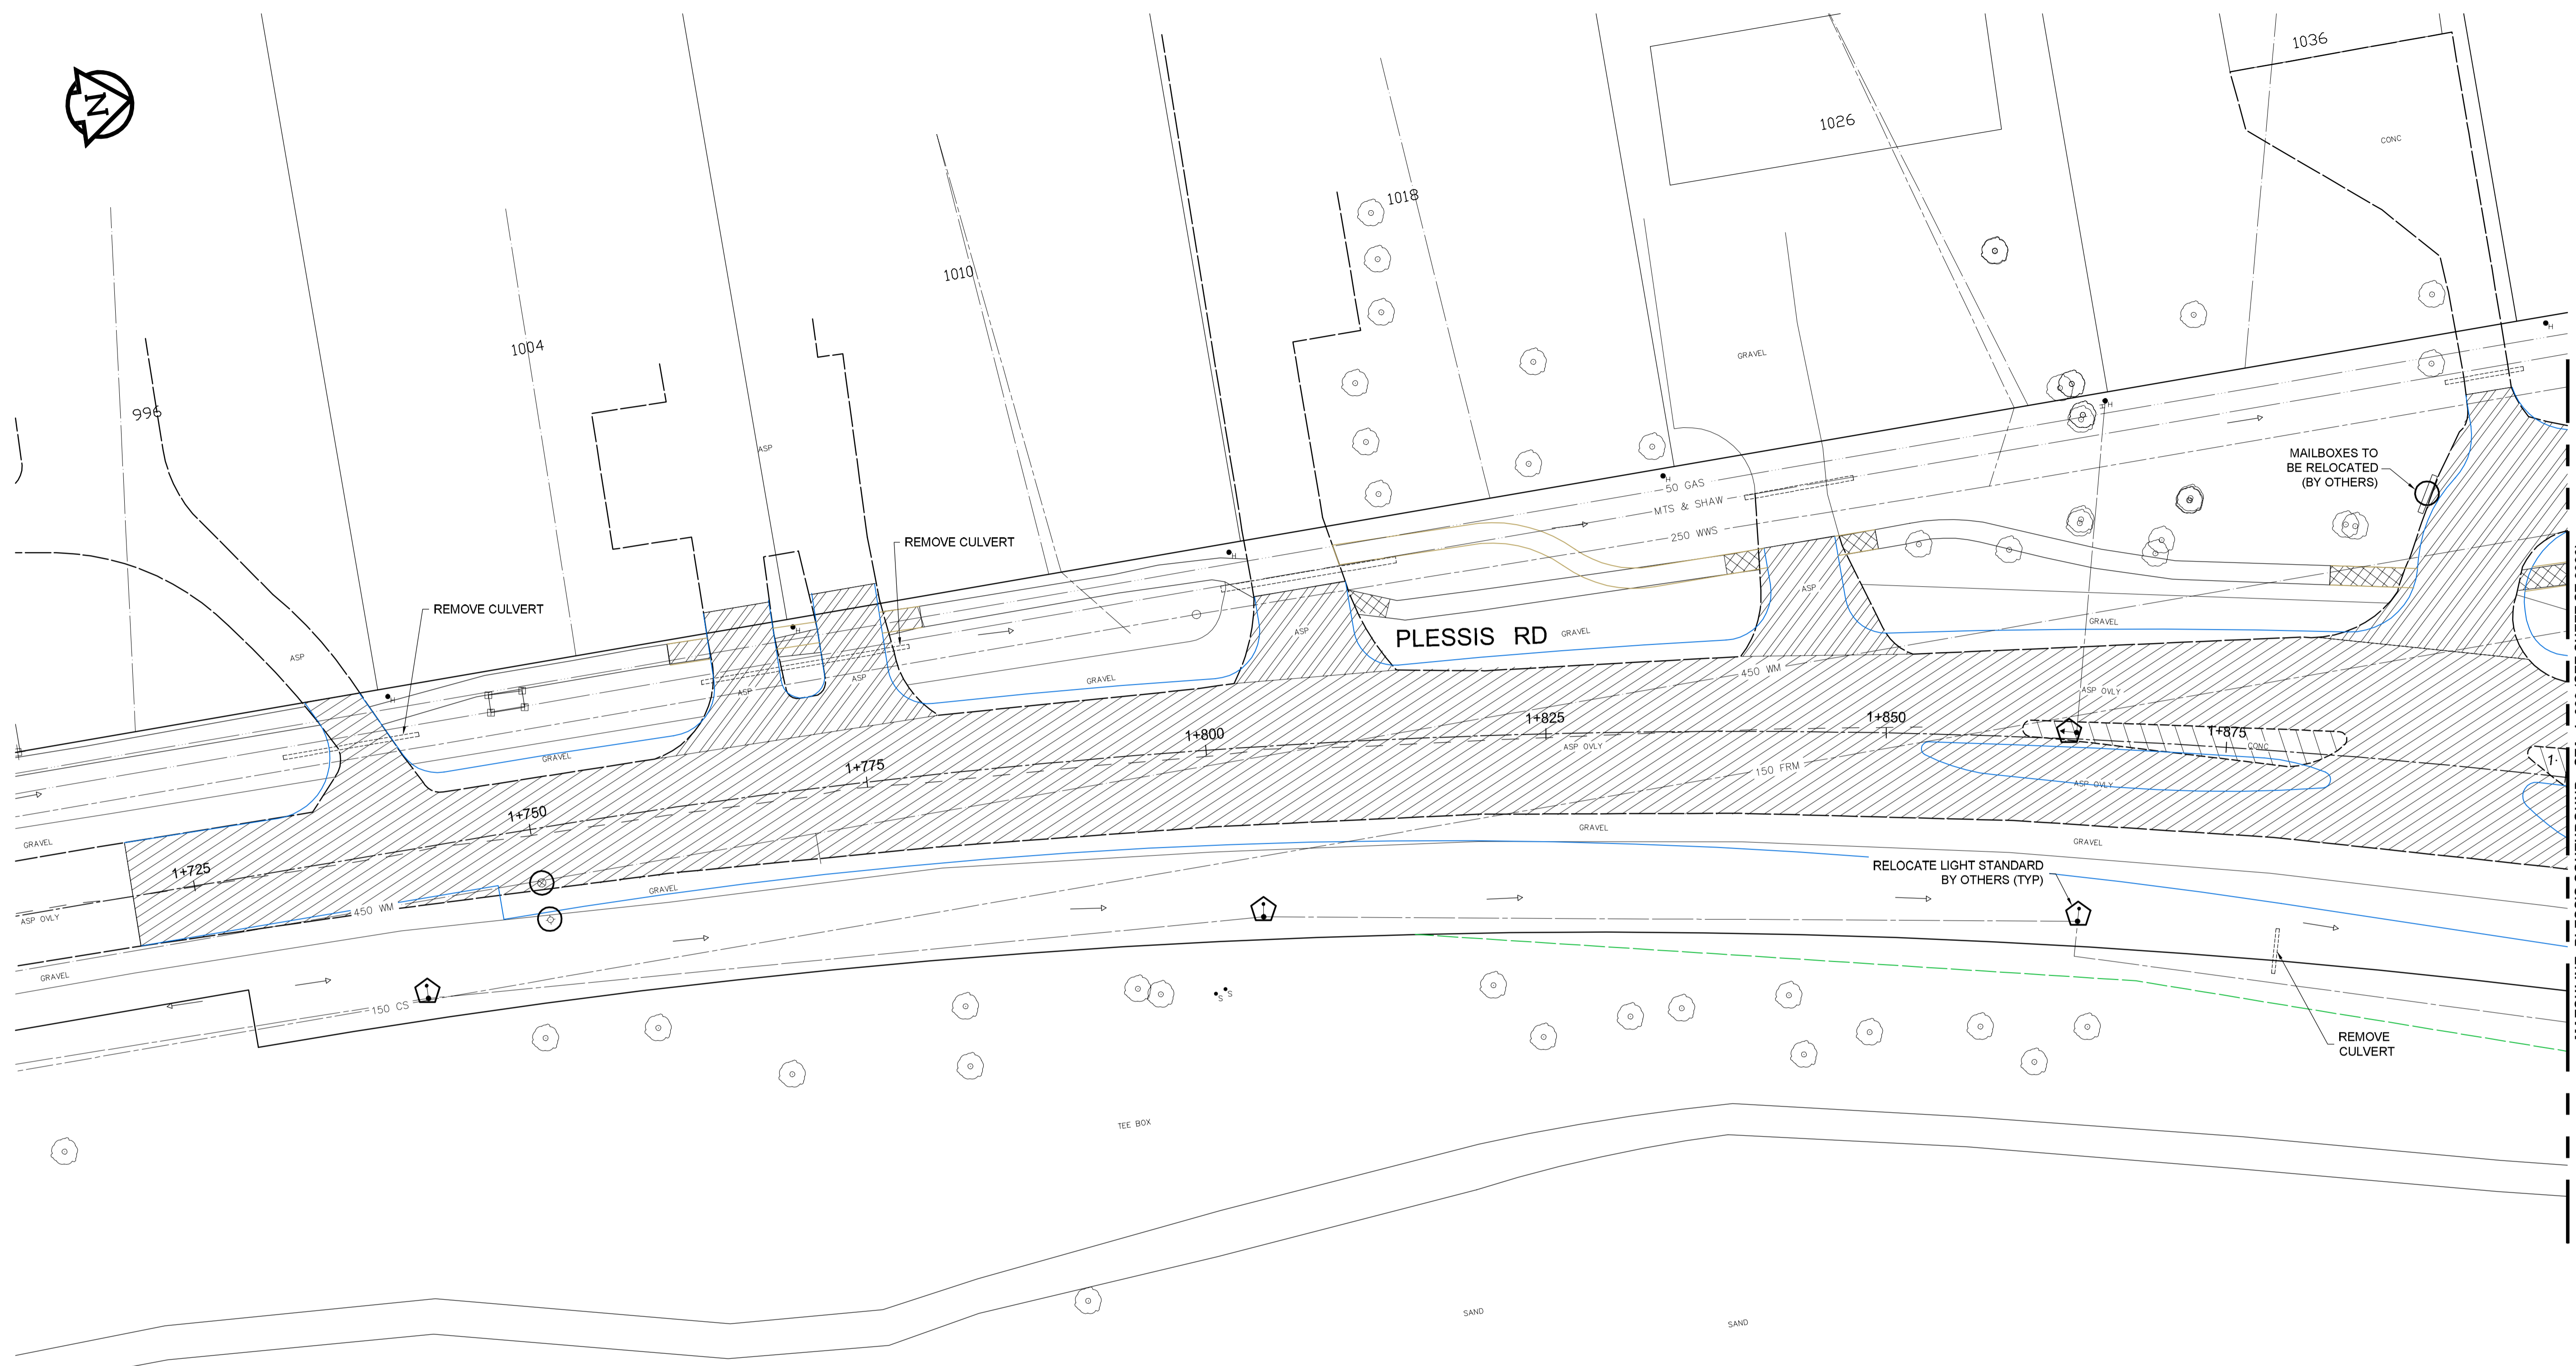 N
1036
CONC
1026
1018
1010
GRAVEL
1004
996
ASP
MAILBOXES TO
BE RELOCATED
(BY OTHERS)
H
H
H
H
H
H
50 GAS
MTS & SHAW
250 WWS
REMOVE CULVERT
REMOVE CULVERT
ASP
ASP
ASP
ASP
ASP
PLESSIS RD
GRAVEL
GRAVEL
GRAVEL
GRAVEL
450 WM
ASP OVLY
1+725
1+750
1+775
1+800
1+825
1+850
1+875
CONC
ASP OVLY
150 FRM
ASP OVLY
GRAVEL
GRAVEL
GRAVEL
GRAVEL
RELOCATE LIGHT STANDARD
BY OTHERS (TYP)
450 WM
ASP OVLY
GRAVEL
150 CS
S
S
REMOVE
CULVERT
TEE BOX
SAND
SAND